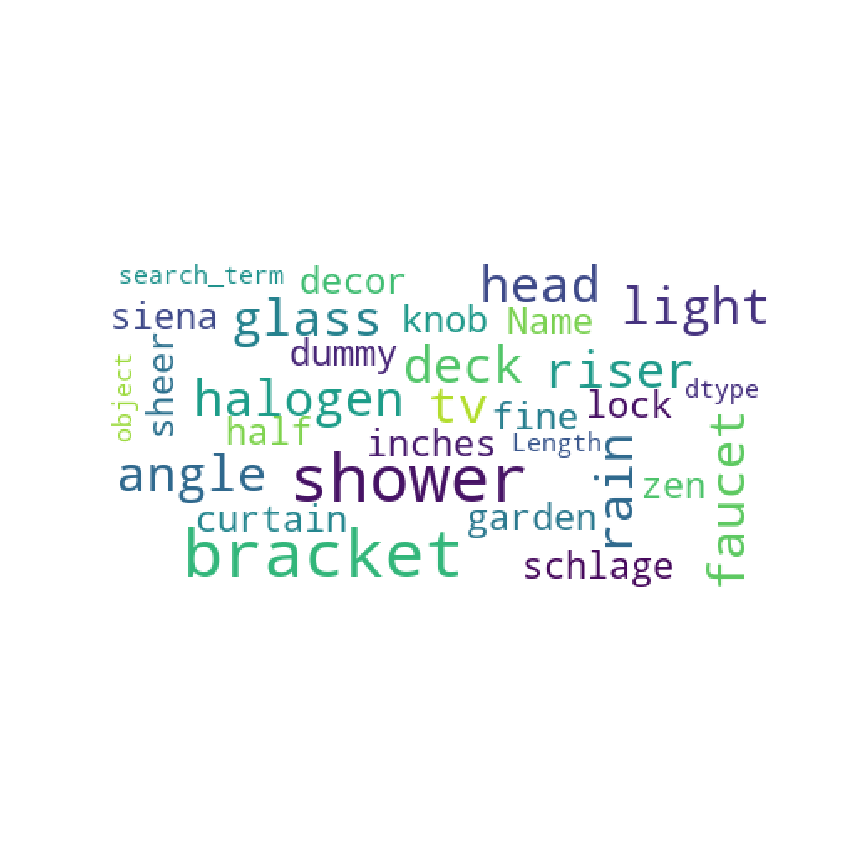 search_term
decor
head
light
siena
glass
knob
Name
dummy
deck
riser
sheer
object
halogen
tv
fine
lock
dtype
half
inches
Length
rain
faucet
angle
shower
zen
curtain
garden
bracket
schlage